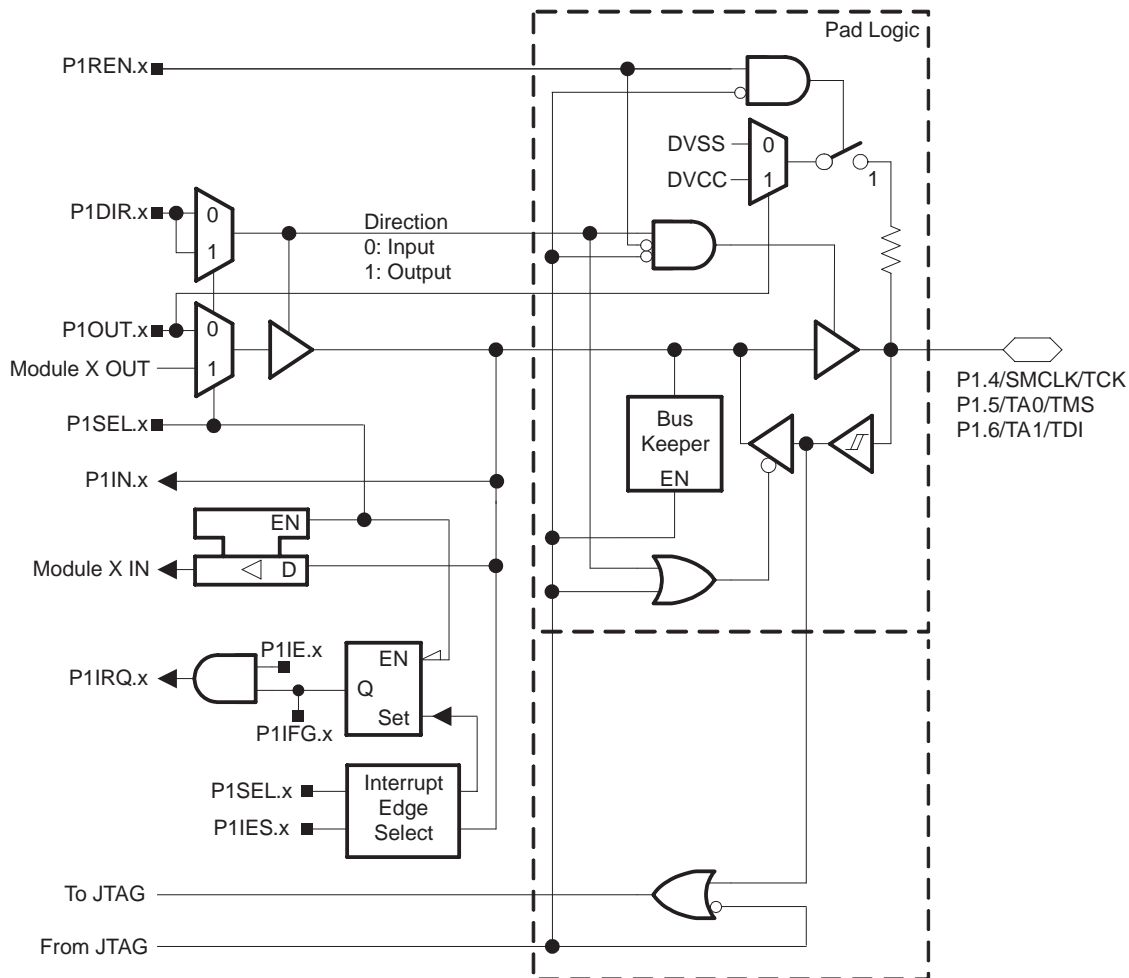 Pad Logic
P1REN.x
DVSS
0
DVCC
1
1
P1DIR.x
0
1
Direction
0: Input
1: Output
P1OUT.x
0
Module X OUT
1
P1.4/SMCLK/TCK
P1.5/TA0/TMS
P1.6/TA1/TDI
P1SEL.x
Bus
Keeper
EN
P1IN.x
EN
Module X IN
D
P1IE.x
P1IRQ.x
EN
Q
Set
P1IFG.x
P1SEL.x
P1IES.x
Interrupt
Edge
Select
To JTAG
From JTAG